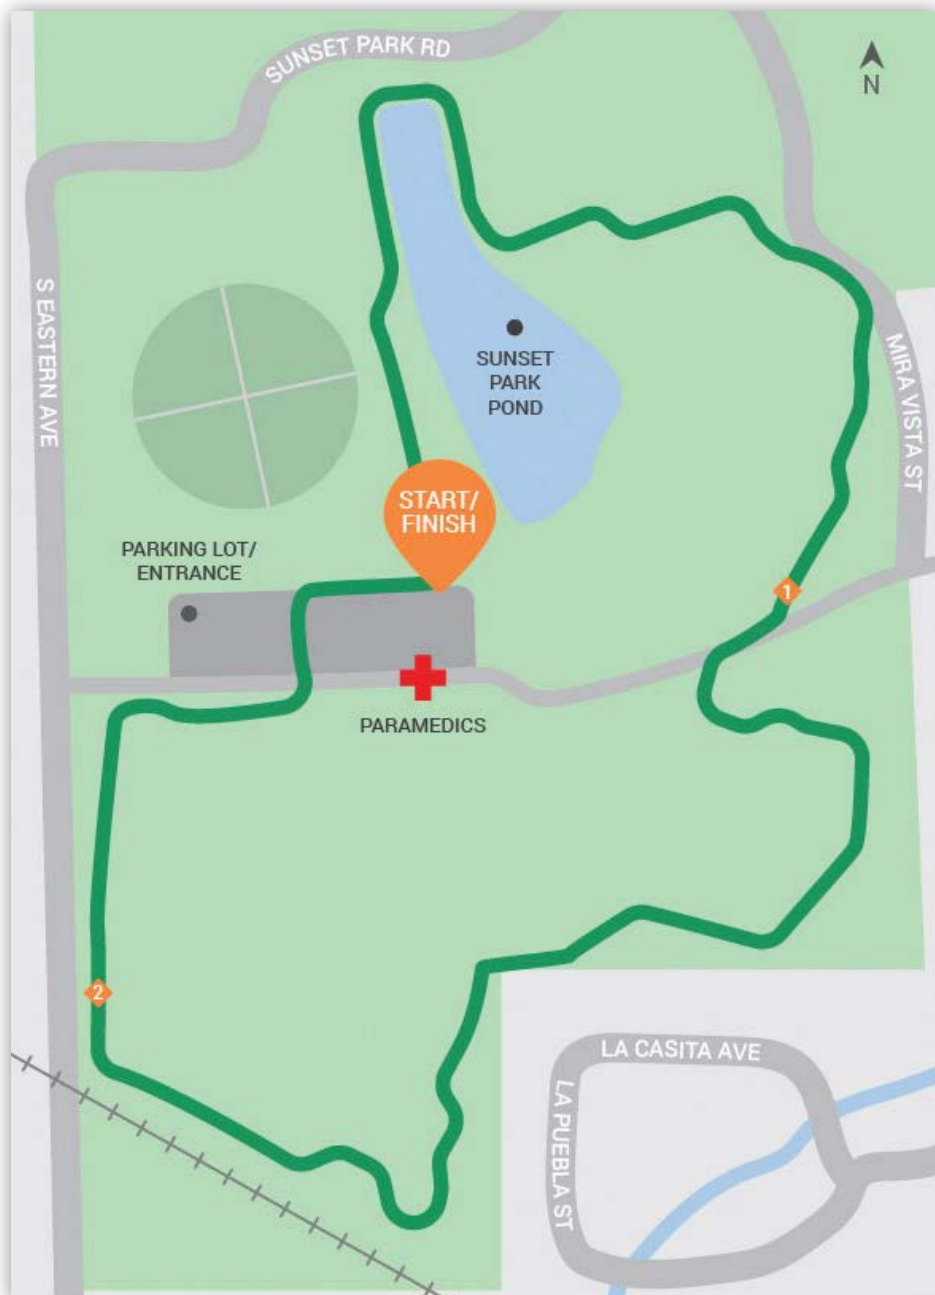 SUNSET PARK RD
N
S EASTERN AVE
MIRA VISTA ST
SUNSET
PARK
POND
START/
FINISH
PARKING LOT/
ENTRANCE
1
PARAMEDICS
2
LA CASITA AVE
LA PUEBLA ST